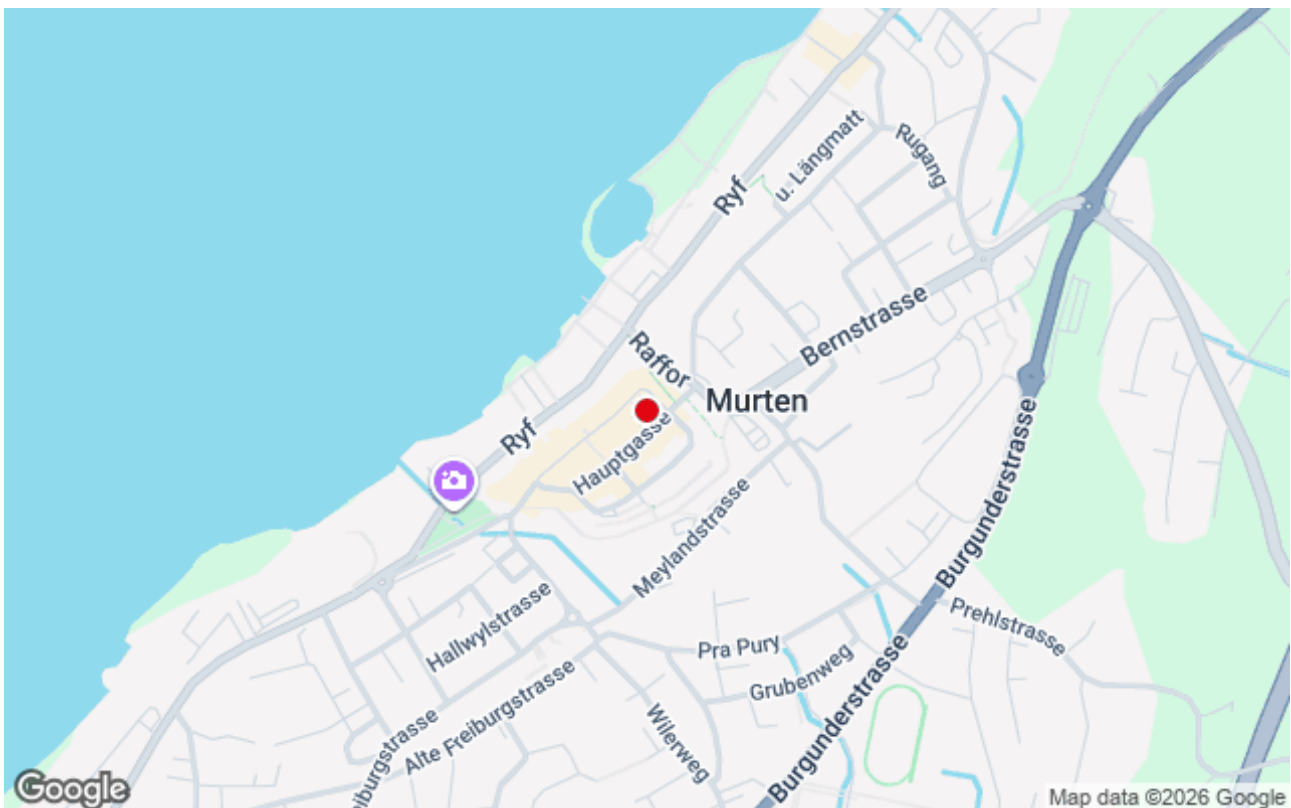 u. Längmatt
Rugang
Ryf
Bernstrasse
Raffor
Murten
Ryf
Hauptgasse
Burgunderstrasse
Meylandstrasse
Hallwylstrasse
Prehlstrasse
Pra Pury
Grubenweg
Alte Freiburgstrasse
iburgstrasse
Wilerweg
Burgunderstrasse
Google
Map data ©2026 Google